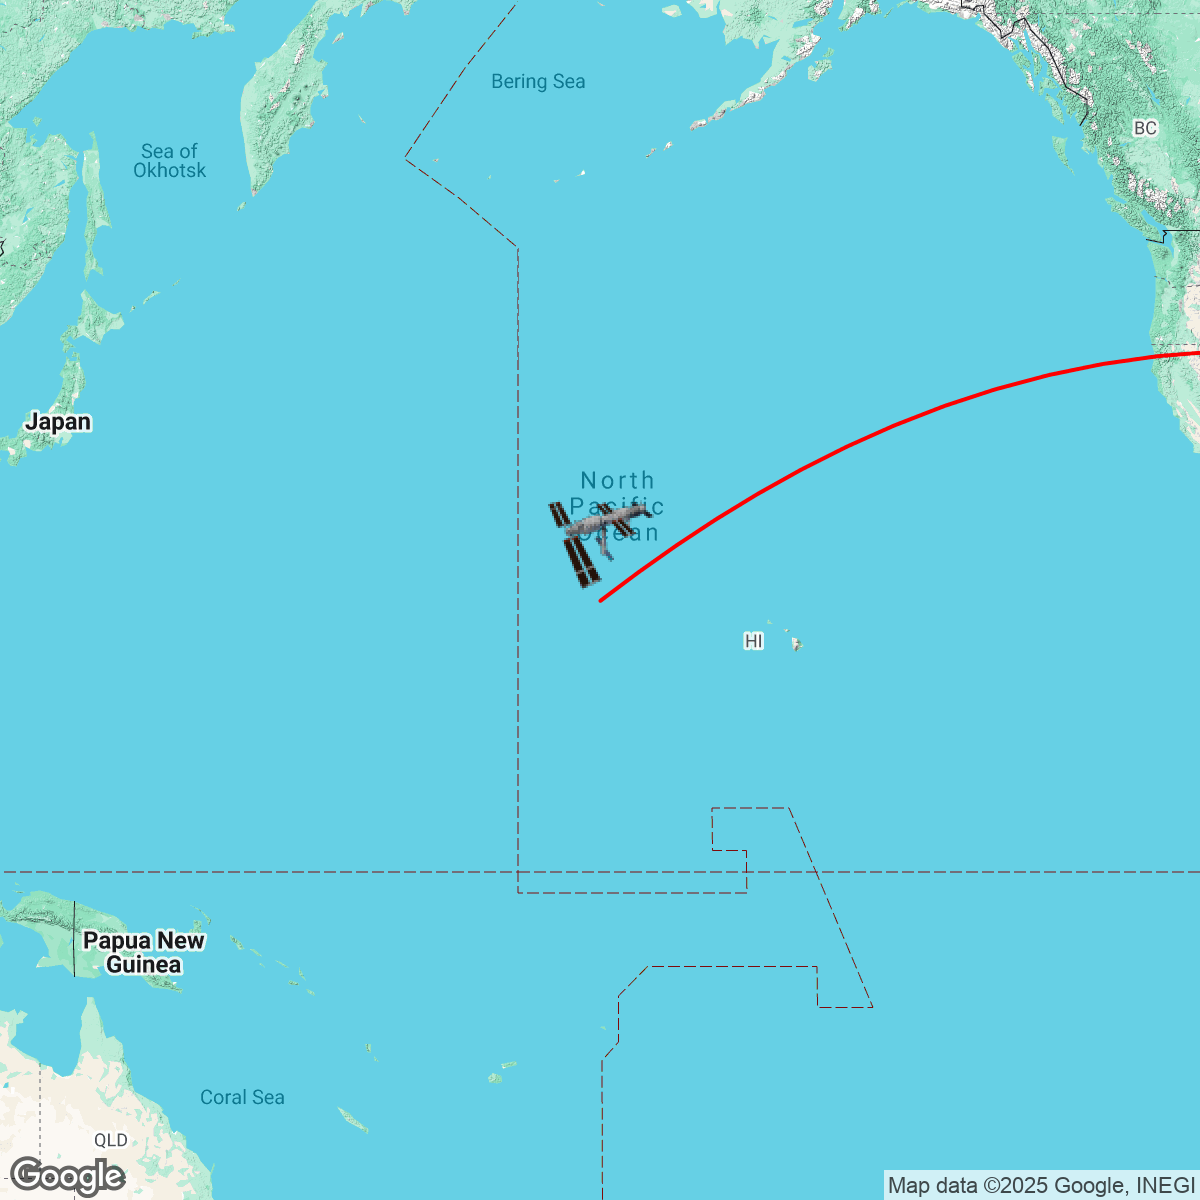 Bering Sea
BC
Sea of
Okhotsk
Japan
North
Pacific
Ocean
HI
Papua New
Guinea
Coral Sea
QLD
Google
Map data ©2025 Google, INEGI